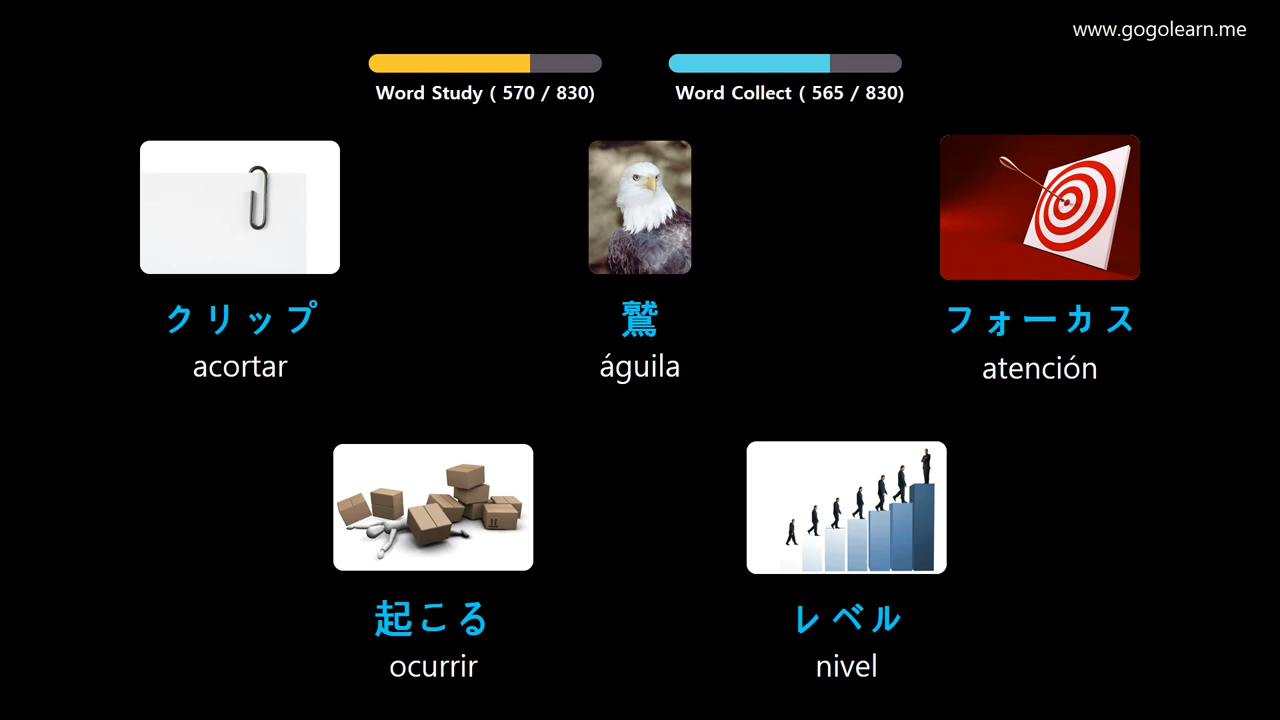 www.gogolearn.me
Word Study ( 570 / 830)
Word Collect ( 565 / 830)
クリップ
acortar
鷲
águila
フォーカス
atención
起こる
ocurrir
レベル
nivel